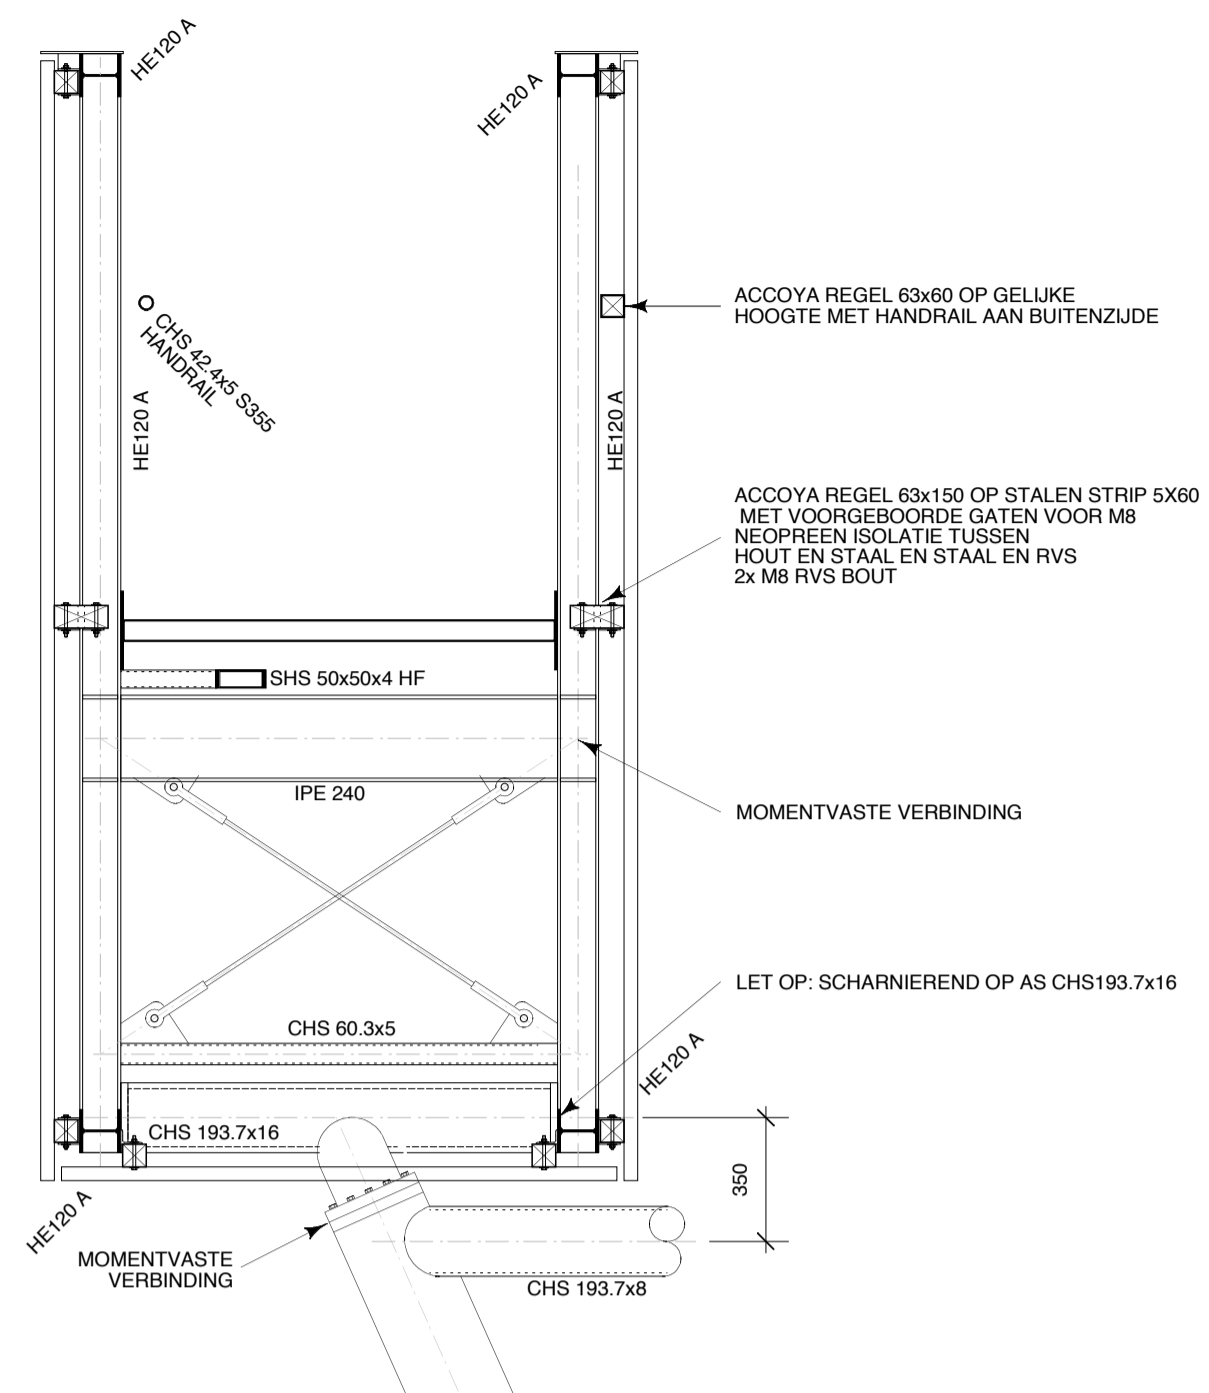 HE120 A
HE120 A
ACCOYA REGEL 63x60 OP GELIJKE
HOOGTE MET HANDRAIL AAN BUITENZIJDE
CHS 42.4x5 S355
HANDRAIL
HE120 A
HE120 A
ACCOYA REGEL 63x150 OP STALEN STRIP 5X60
MET VOORGEBOORDE GATEN VOOR M8
NEOPREEN ISOLATIE TUSSEN
HOUT EN STAAL EN STAAL EN RVS
2x M8 RVS BOUT
SHS 50x50x4 HF
IPE 240
MOMENTVASTE VERBINDING
LET OP: SCHARNIEREND OP AS CHS193.7x16
CHS 60.3x5
HE120 A
CHS 193.7x16
350
HE120 A
MOMENTVASTE
VERBINDING
CHS 193.7x8